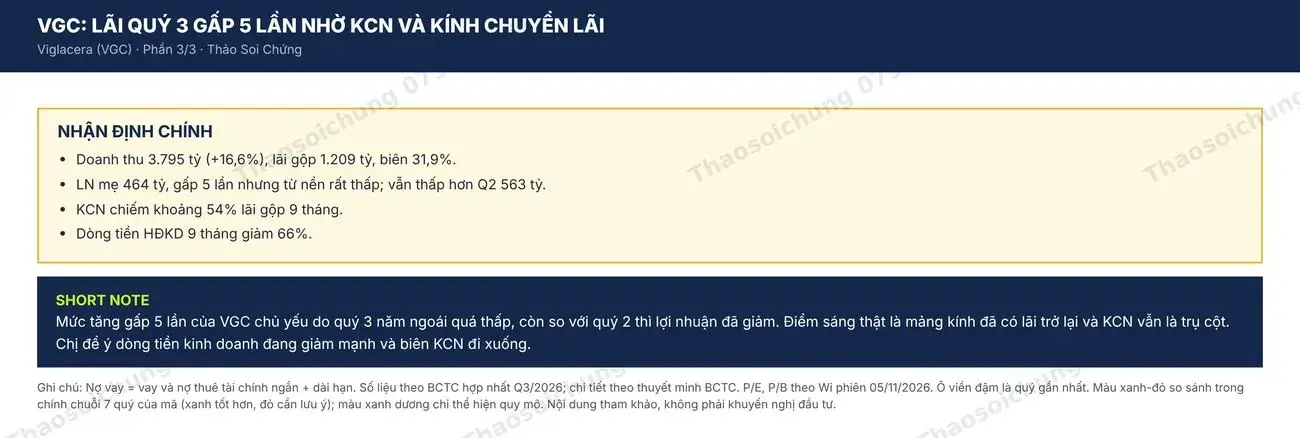 VGC: LÃI QUÝ 3 GẤP 5 LẦN NHỜ KCN VÀ KÍNH CHUYỂN LÃI
Viglacera (VGC) · Phần 3/3 · Thảo Soi Chứng
NHẬN ĐỊNH CHÍNH
• Doanh thu 3.795 tỷ (+16,6%), lãi gộp 1.209 tỷ, biên 31,9%.
• LN mẹ 464 tỷ, gấp 5 lần nhưng từ nền rất thấp; vẫn thấp hơn Q2 563 tỷ.
• KCN chiếm khoảng 54% lãi gộp 9 tháng.
• Dòng tiền HĐKD 9 tháng giảm 66%.
SHORT NOTE
Mức tăng gấp 5 lần của VGC chủ yếu do quý 3 năm ngoái quá thấp, còn so với quý 2 thì lợi nhuận đã giảm. Điểm sáng thật là mảng kính đã có lãi trở lại và KCN vẫn là trụ cột.
Chị để ý dòng tiền kinh doanh đang giảm mạnh và biên KCN đi xuống.
Ghi chú: Nợ vay = vay và nợ thuê tài chính ngắn + dài hạn. Số liệu theo BCTC hợp nhất Q3/2026; chi tiết theo thuyết minh BCTC. P/E, P/B theo Wi phiên 05/11/2026. Ô viền đậm là quý gần nhất. Màu xanh-đỏ so sánh trong
chính chuỗi 7 quý của mã (xanh tốt hơn, đỏ cần lưu ý); màu xanh dương chỉ thể hiện quy mô. Nội dung tham khảo, không phải khuyến nghị đầu tư.
Thaosoichung 079
Thaosoichung 079
Thaosoichung
Thaosoichung
Thaosoichung
Thaosoichung